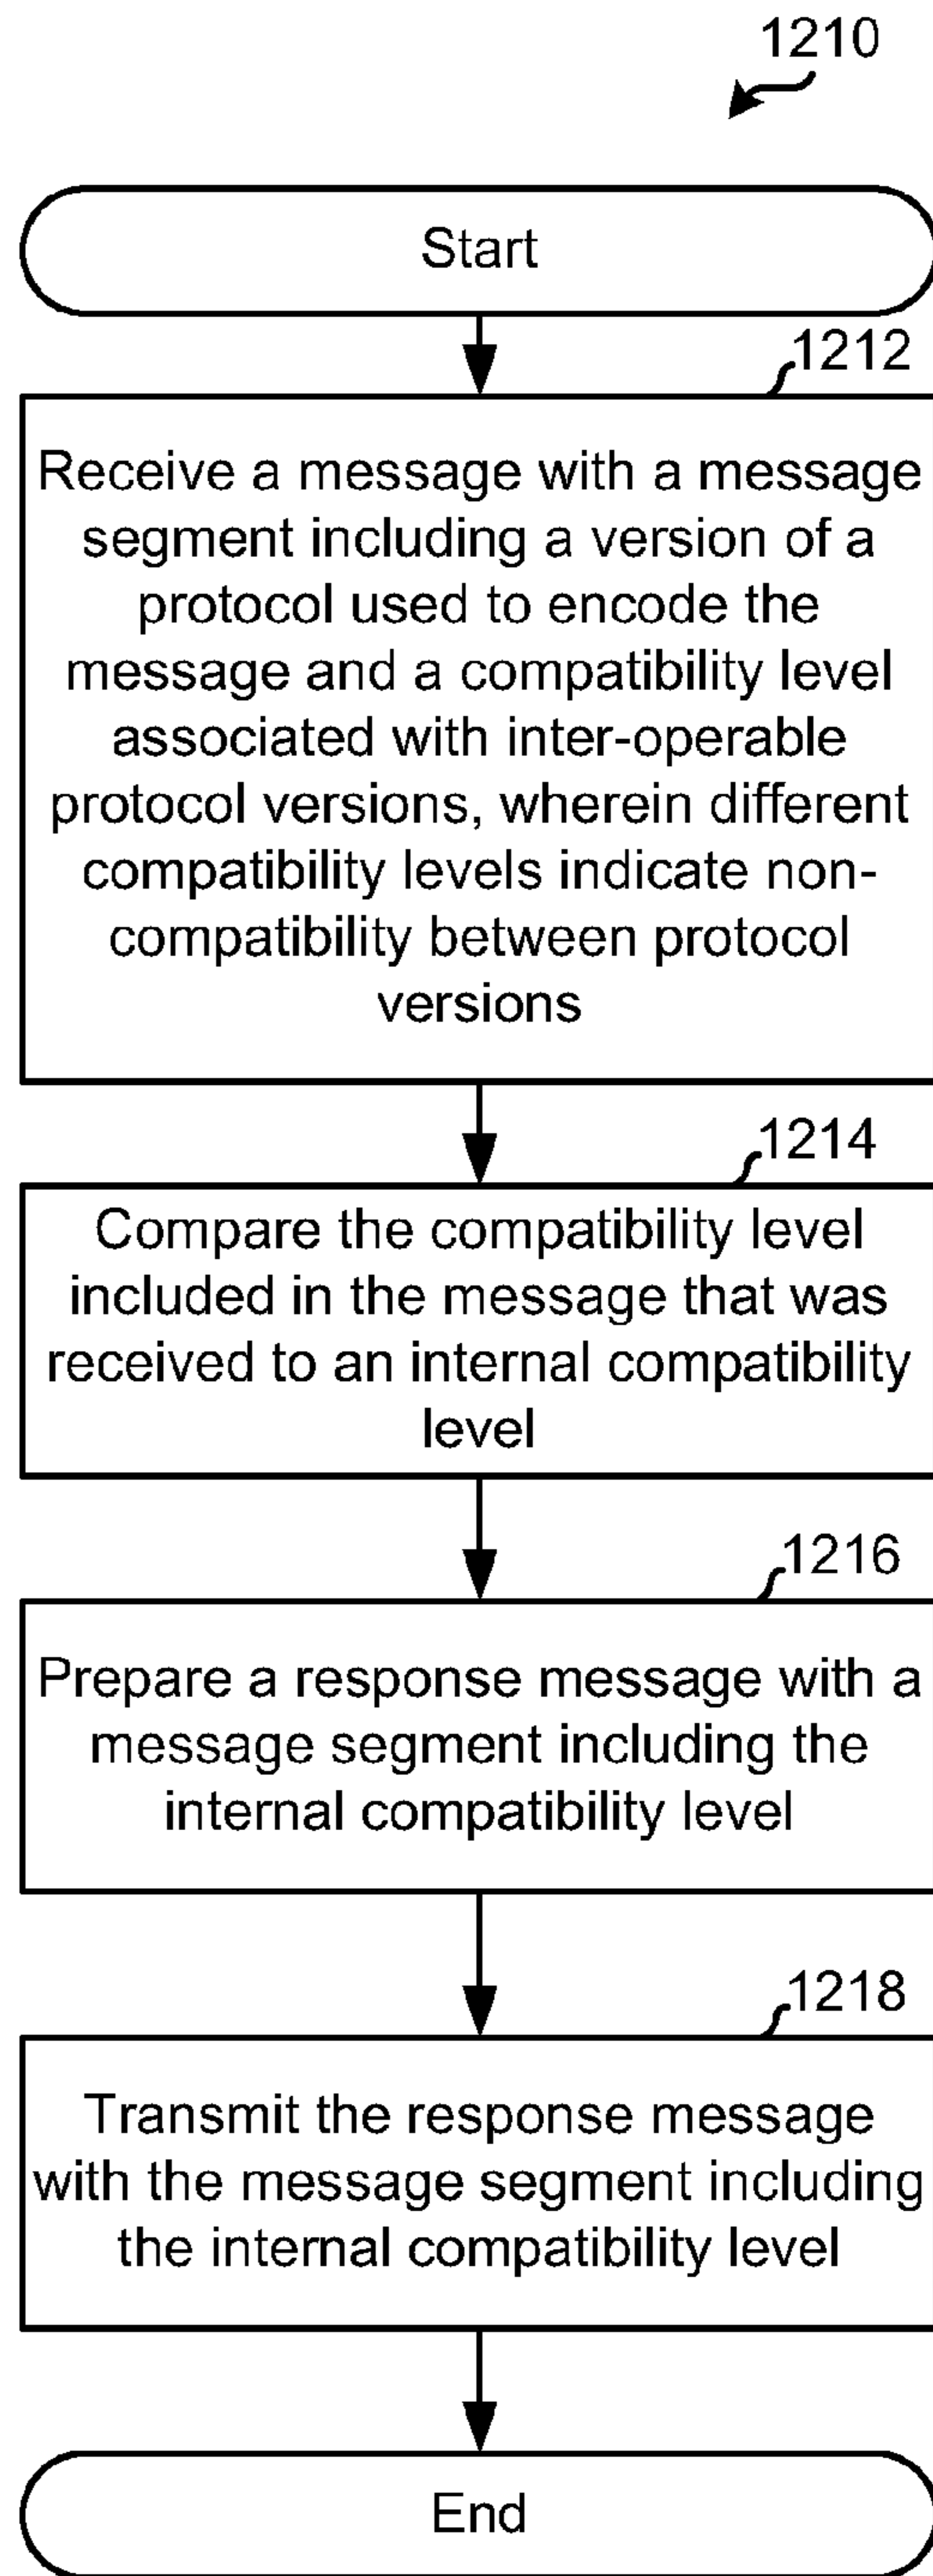 1210
Start
1212
Receive a message with a message
segment including a version of a
protocol used to encode the
message and a compatibility level
associated with inter-operable
protocol versions, wherein different
compatibility levels indicate non-
compatibility between protocol
versions
1214
Compare the compatibility level
included in the message that was
received to an internal compatibility
level
1216
Prepare a response message with a
message segment including the
internal compatibility level
1218
Transmit the response message
with the message segment including
the internal compatibility level
End